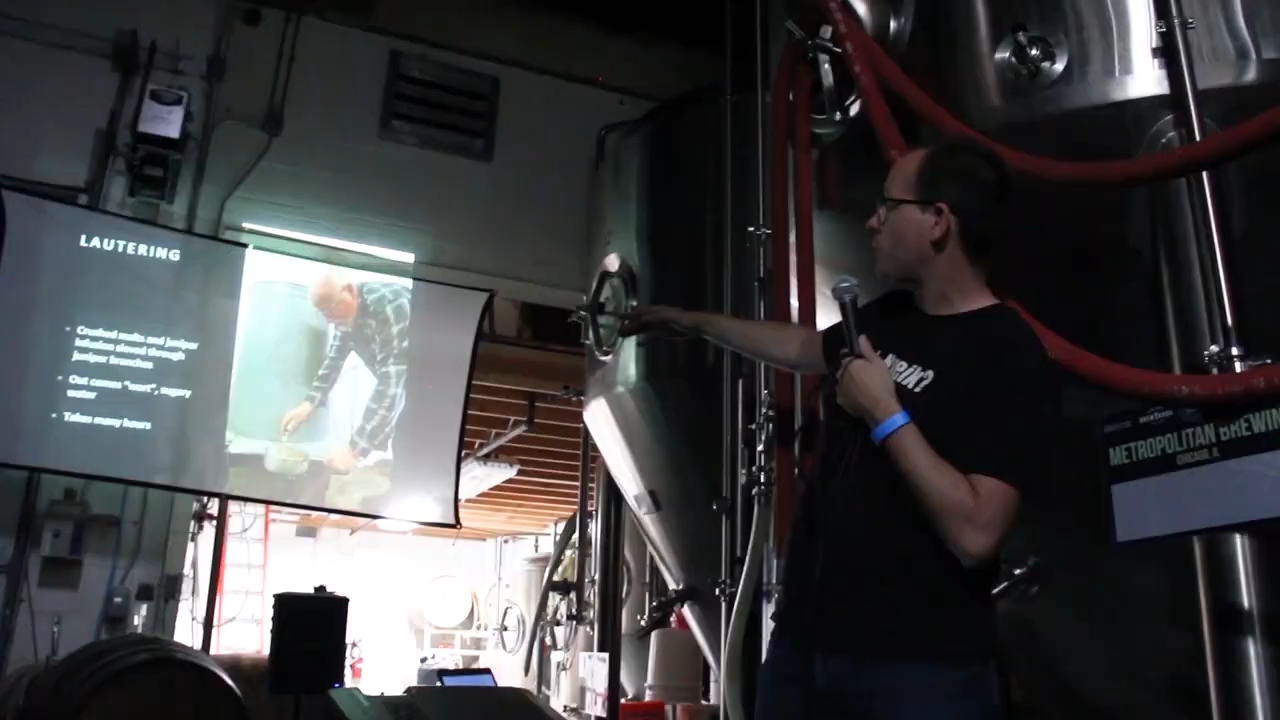 LAUTERING
Crushed malts and juniper
infusion sieved through
juniper branches
Out comes "wort", sugary
water
Takes many hours
METROPOLITAN BREWIN
CHICAGO, IL